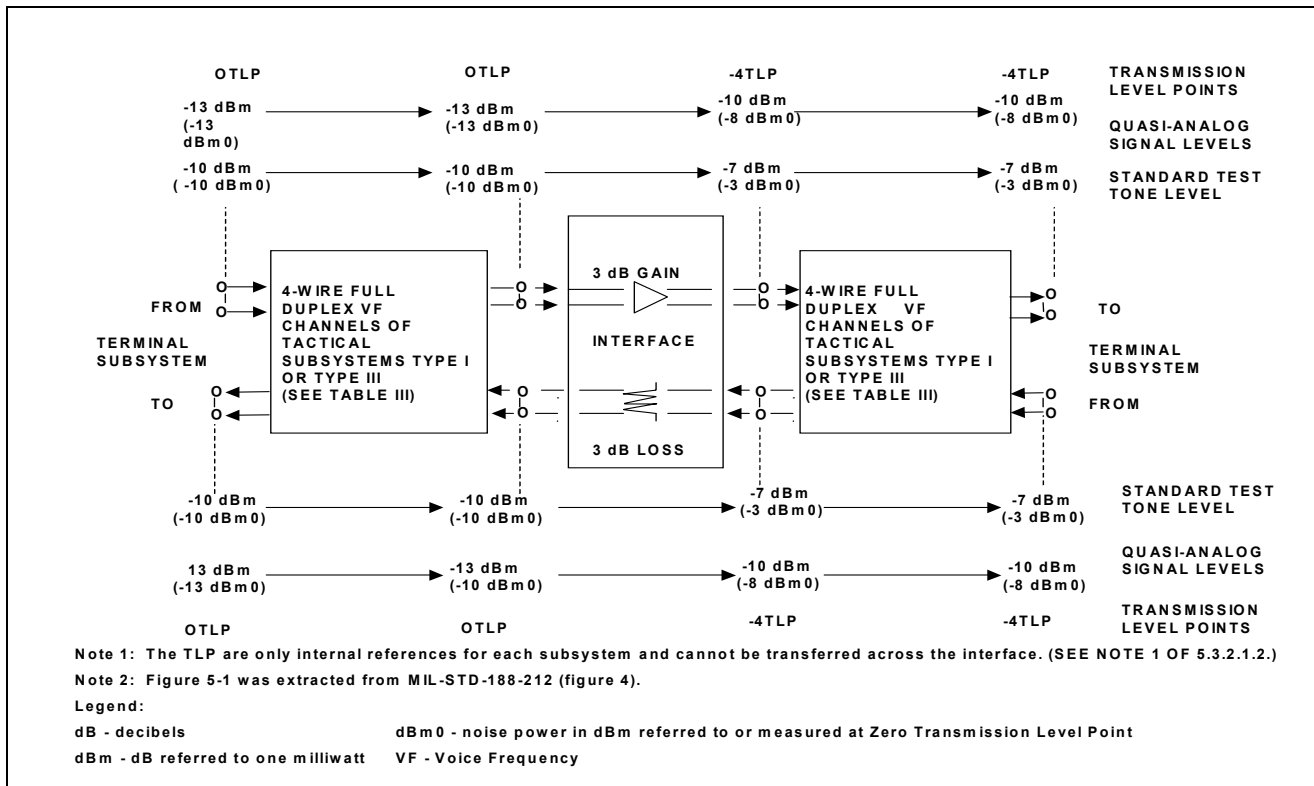 OTLP OTLP -4TLP -4TLP TRANSMISSION
LEVEL POINTS
-13 dBm
(-13
dBm0)
-13 dBm
(-13 dBm0)
-10 dBm
(-8 dBm0)
-10 dBm
(-8 dBm0)
QUASI-ANALOG
SIGNAL LEVELS
-10 dBm
( -10 dBm0)
-10 dBm
(-10 dBm0)
-7 dBm
(-3 dBm0)
-7 dBm
(-3 dBm0)
STANDARD TEST
TONE LEVEL
FROM
TERMINAL
SUBSYSTEM
TO
O
O
O
O
4-WIRE FULL
DUPLEX VF
CHANNELS OF
TACTICAL
SUBSYSTEMS TYPE I
OR TYPE III
(SEE TABLE III)
O
O
O
O
3 dB GAIN
INTERFACE
3 dB LOSS
O
O
O
O
4-WIRE FULL
DUPLEX VF
CHANNELS OF
TACTICAL
SUBSYSTEMS TYPE I
OR TYPE III
(SEE TABLE III)
O
O
O
O
TO
TERMINAL
SUBSYSTEM
FROM
-10 dBm
(-10 dBm0)
-10 dBm
(-10 dBm0)
-7 dBm
(-3 dBm0)
-7 dBm
(-3 dBm0)
STANDARD TEST
TONE LEVEL
13 dBm
(-13 dBm0)
-13 dBm
(-10 dBm0)
-10 dBm
(-8 dBm0)
-10 dBm
(-8 dBm0)
QUASI-ANALOG
SIGNAL LEVELS
OTLP OTLP -4TLP -4TLP TRANSMISSION
LEVEL POINTS
Note 1: The TLP are only internal references for each subsystem and cannot be transferred across the interface. (SEE NOTE 1 OF 5.3.2.1.2.)
Note 2: Figure 5-1 was extracted from MIL-STD-188-212 (figure 4).
Legend:
dB - decibels dBm0 - noise power in dBm referred to or measured at Zero Transmission Level Point
dBm - dB referred to one milliwatt VF - Voice Frequency